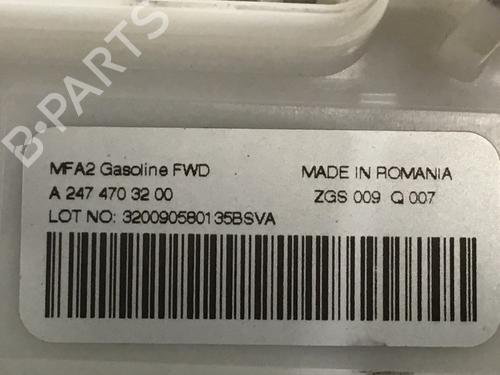 B-PARTS
MFA2 Gasoline FWD MADE IN ROMANIA
A 247 470 32 00 ZGS 009 Q 007
LOT NO: 320090580135BSVA